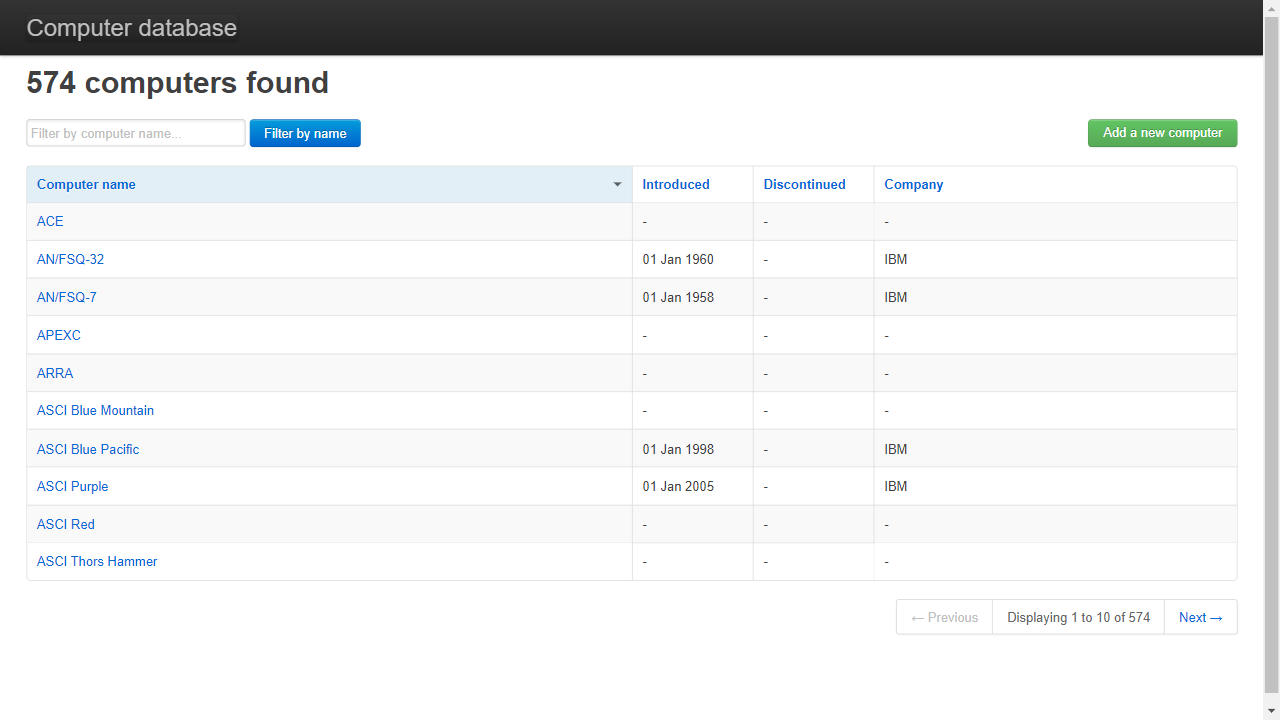 Computer database
574 computers found
Filter by computer name... Filter by name Add a new computer
Computer name Introduced Discontinued Company
ACE - - -
AN/FSQ-32 01 Jan 1960 - IBM
AN/FSQ-7 01 Jan 1958 - IBM
APEXC - - -
ARRA - - -
ASCI Blue Mountain - - -
ASCI Blue Pacific 01 Jan 1998 - IBM
ASCI Purple 01 Jan 2005 - IBM
ASCI Red - - -
ASCI Thors Hammer - - -
← Previous Displaying 1 to 10 of 574 Next →